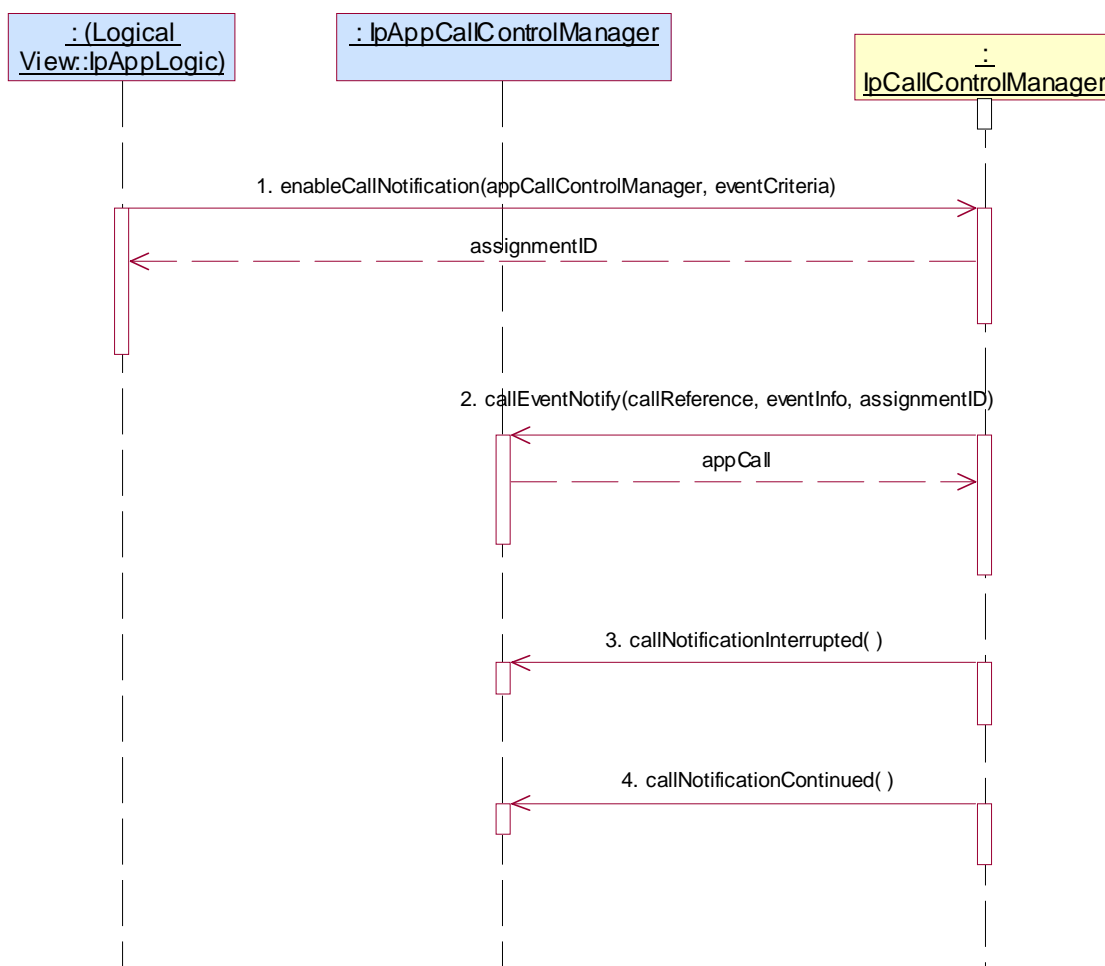 : (Logical
View::IpAppLogic)
: IpAppCallControlManager
:
IpCallControlManager
1. enableCallNotification(appCallControlManager, eventCriteria)
assignmentID
2. callEventNotify(callReference, eventInfo, assignmentID)
appCall
3. callNotificationInterrupted( )
4. callNotificationContinued( )